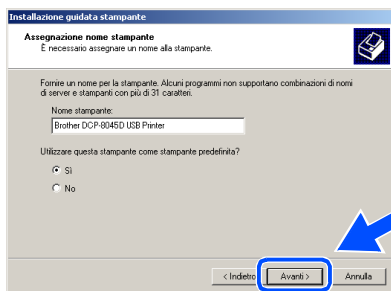 Installazione guidata stampante
Assegnazione nome stampante
È necessario assegnare un nome alla stampante.
Fornire un nome per la stampante. Alcuni programmi non supportano combinazioni di nomi
di server e stampanti con più di 31 caratteri.
Nome stampante:
Brother DCP-8045D USB Printer
Utilizzare questa stampante come stampante predefinita?
Sì
No
< Indietro
Avanti >
Annulla